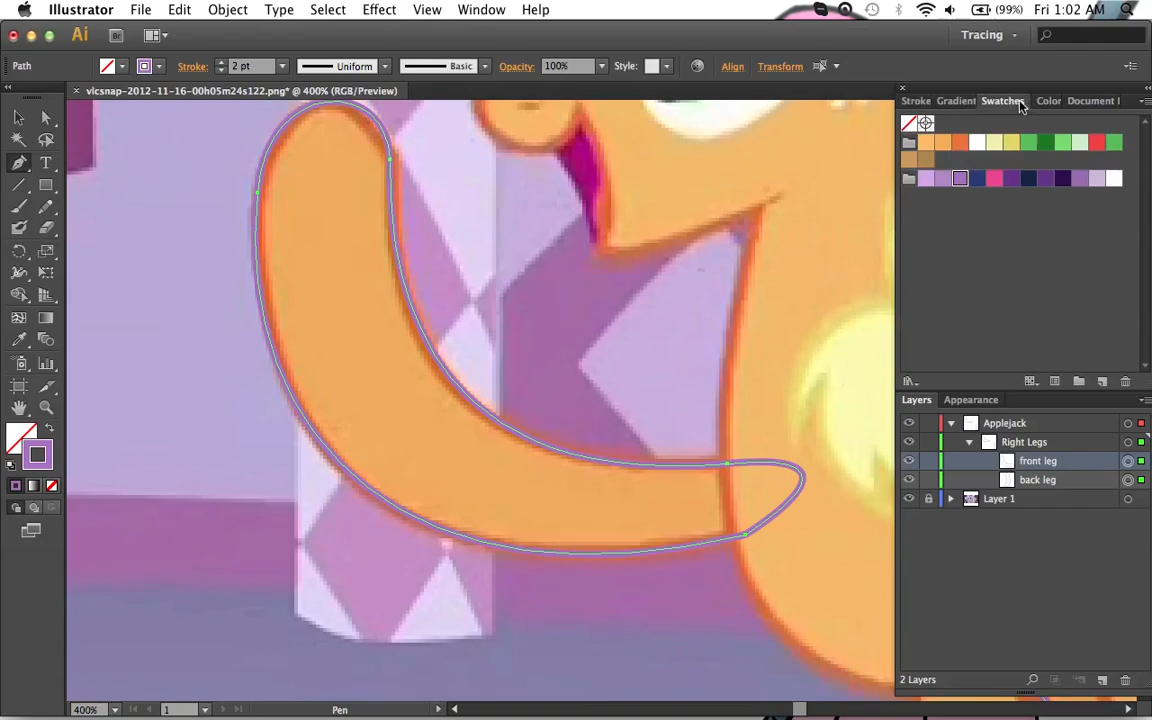 Illustrator File Edit Object Type Select Effect View Window Help (99%) Fri 1:02 AM
Ai Br Tracing
Path Stroke: 2 pt Uniform Basic Opacity: 100% Style: Align Transform
vlcsnap-2012-11-16-00h05m24s122.png* @ 400% (RGB/Preview)
Stroke Gradient Swatches Color Document I
Layers Appearance
Applejack
Right Legs
front leg
back leg
Layer 1
2 Layers
400% 1 Pen